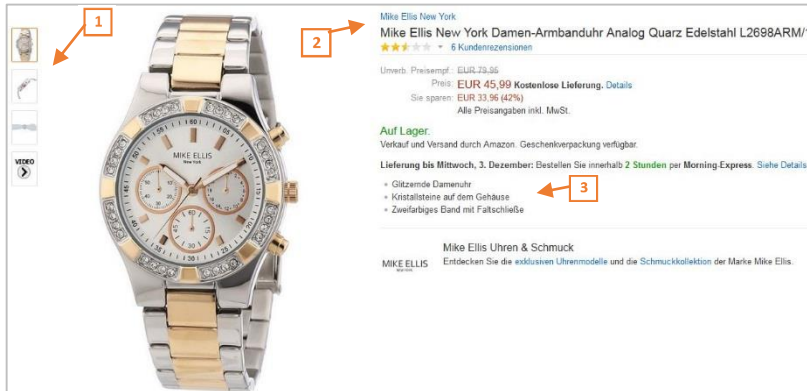 1
2
VIDEO
MIKE ELLIS
New York
Mike Ellis New York
Mike Ellis New York Damen-Armbanduhr Analog Quarz Edelstahl L2698ARM/
6 Kundenrezensionen
Unverb. Preisempf.: EUR 79,95
Preis: EUR 45,99 Kostenlose Lieferung. Details
Sie sparen: EUR 33,96 (42%)
Alle Preisangaben inkl. MwSt.
Auf Lager.
Verkauf und Versand durch Amazon. Geschenkverpackung verfügbar.
Lieferung bis Mittwoch, 3. Dezember: Bestellen Sie innerhalb 2 Stunden per Morning-Express. Siehe Details
Glitzernde Damenuhr
Kristallsteine auf dem Gehäuse
Zweifarbiges Band mit Faltschließe
3
Mike Ellis Uhren & Schmuck
MIKE ELLIS
Entdecken Sie die exklusiven Uhrenmodelle und die Schmuckkollektion der Marke Mike Ellis.